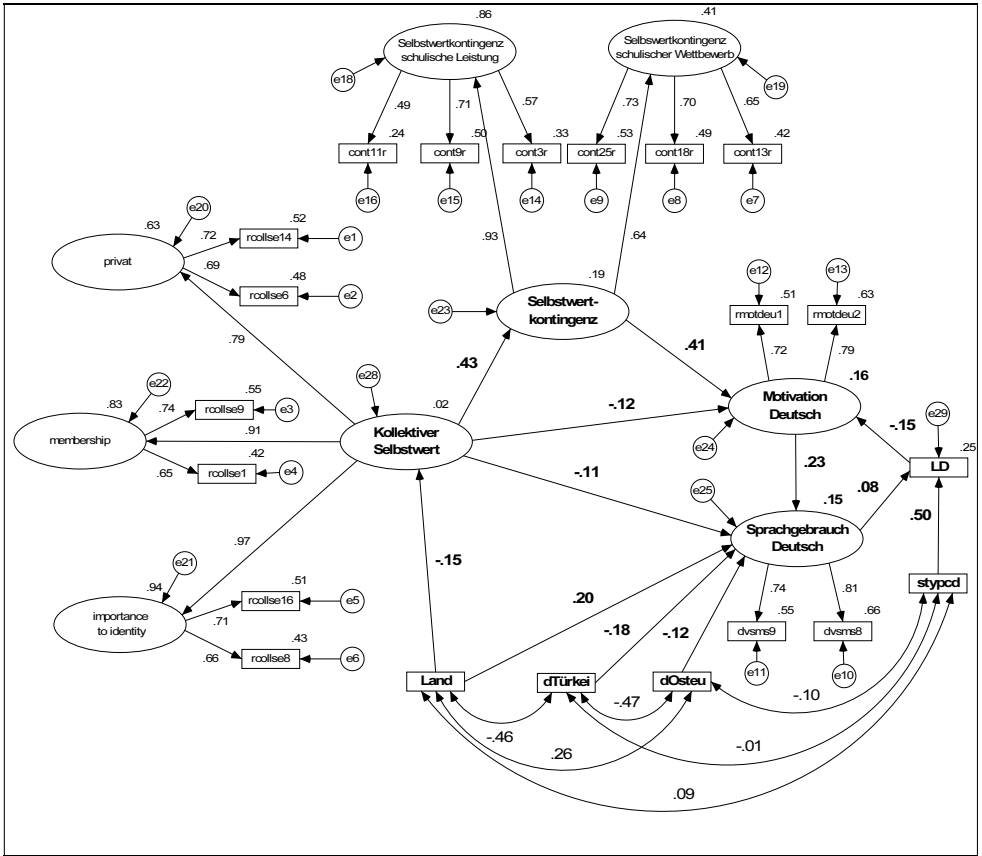 .86
Selbstwertkontingenz
schulische Leistung
e18
.49
.71
.57
.24
cont11r
.50
cont9r
.33
cont3r
e16
e15
e14
.41
Selbswertkontingenz
schulischer Wettbewerb
e19
.73
.70
.65
.53
cont25r
.49
cont18r
.42
cont13r
e9
e8
e7
.93
.64
e20
.63
privat
.72
.52
rcollse14
e1
.69
.48
rcollse6
e2
.79
.19
e23
Selbstwert-
kontingenz
e12
e13
.51
rmotdeu1
.63
rmotdeu2
.72
.79
.43
.41
e28
.02
Kollektiver
Selbstwert
-.12
.16
Motivation
Deutsch
e24
e22
.83
membership
.74
.55
rcollse9
e3
.91
.42
.65
rcollse1
e4
-.15
e29
.25
LD
-.11
.23
e25
.15
.08
Sprachgebrauch
Deutsch
.50
stypcd
.97
e21
.94
importance
to identity
.51
rcollse16
e5
.71
.43
.66
rcollse8
e6
-.15
.20
-.18
-.12
.74
.55
dvsms9
.81
.66
dvsms8
e11
e10
Land
dTürkei
dOsteu
-.46
-.47
.26
-.10
-.01
.09